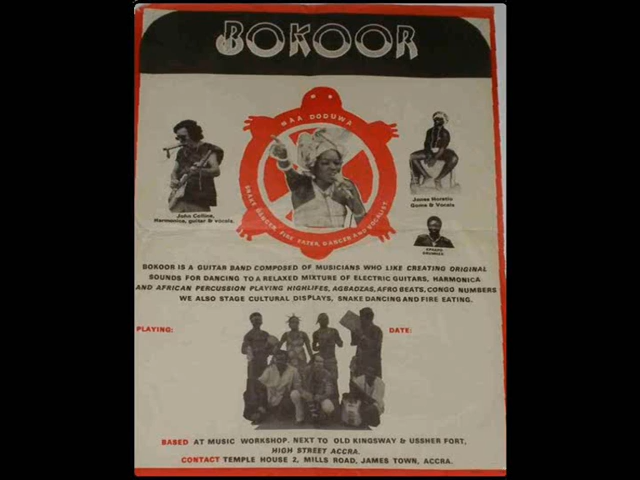 BOKOOR
NAA DODUWA
SNAKE DANCER, FIRE EATER, DANCER AND VOCALIST.
John Collins,
Harmonica, guitar & vocals.
Jones Horatio
Gome & Vocals
DRUMMER
BOKOOR IS A GUITAR BAND COMPOSED OF MUSICIANS WHO LIKE CREATING ORIGINAL
SOUNDS FOR DANCING TO A RELAXED MIXTURE OF ELECTRIC GUITARS, HARMONICA
AND AFRICAN PERCUSSION PLAYING HIGHLIFES, AGBADZAS, AFRO BEATS, CONGO NUMBERS
WE ALSO STAGE CULTURAL DISPLAYS, SNAKE DANCING AND FIRE EATING.
PLAYING:
DATE:
BASED AT MUSIC WORKSHOP. NEXT TO OLD KINGSWAY & USSHER FORT,
HIGH STREET ACCRA.
CONTACT TEMPLE HOUSE 2, MILLS ROAD, JAMES TOWN, ACCRA.